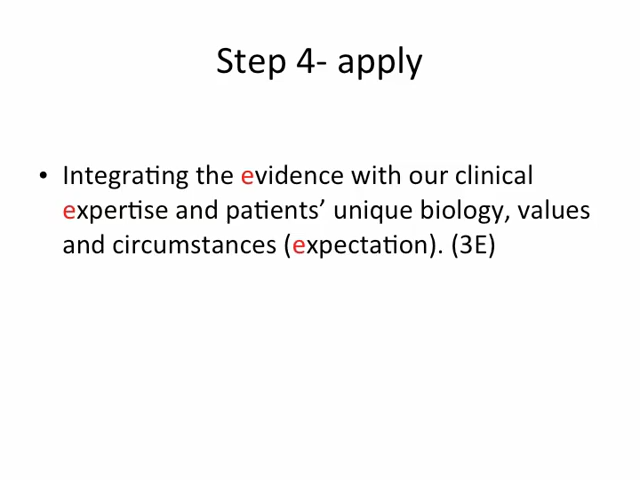 Step 4- apply
• Integrating the evidence with our clinical
expertise and patients’ unique biology, values
and circumstances (expectation). (3E)